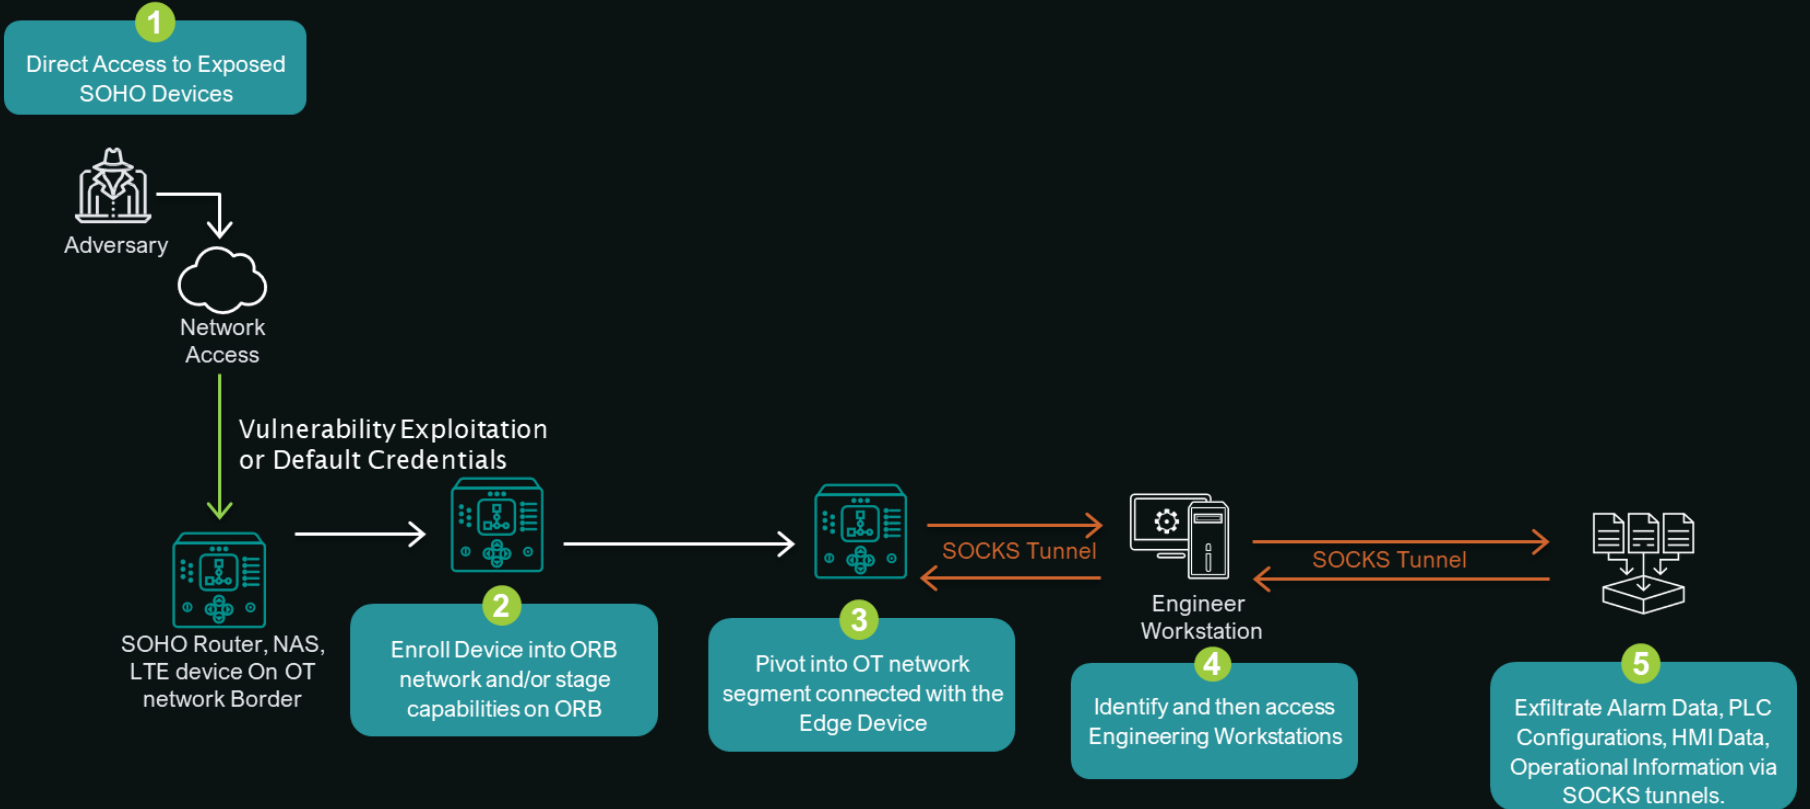 1
Direct Access to Exposed
SOHO Devices
Adversary
Network
Access
Vulnerability Exploitation
or Default Credentials
SOHO Router, NAS,
LTE device On OT
network Border
2
Enroll Device into ORB
network and/or stage
capabilities on ORB
3
Pivot into OT network
segment connected with the
Edge Device
SOCKS Tunnel
Engineer
Workstation
4
Identify and then access
Engineering Workstations
SOCKS Tunnel
5
Exfiltrate Alarm Data, PLC
Configurations, HMI Data,
Operational Information via
SOCKS tunnels.